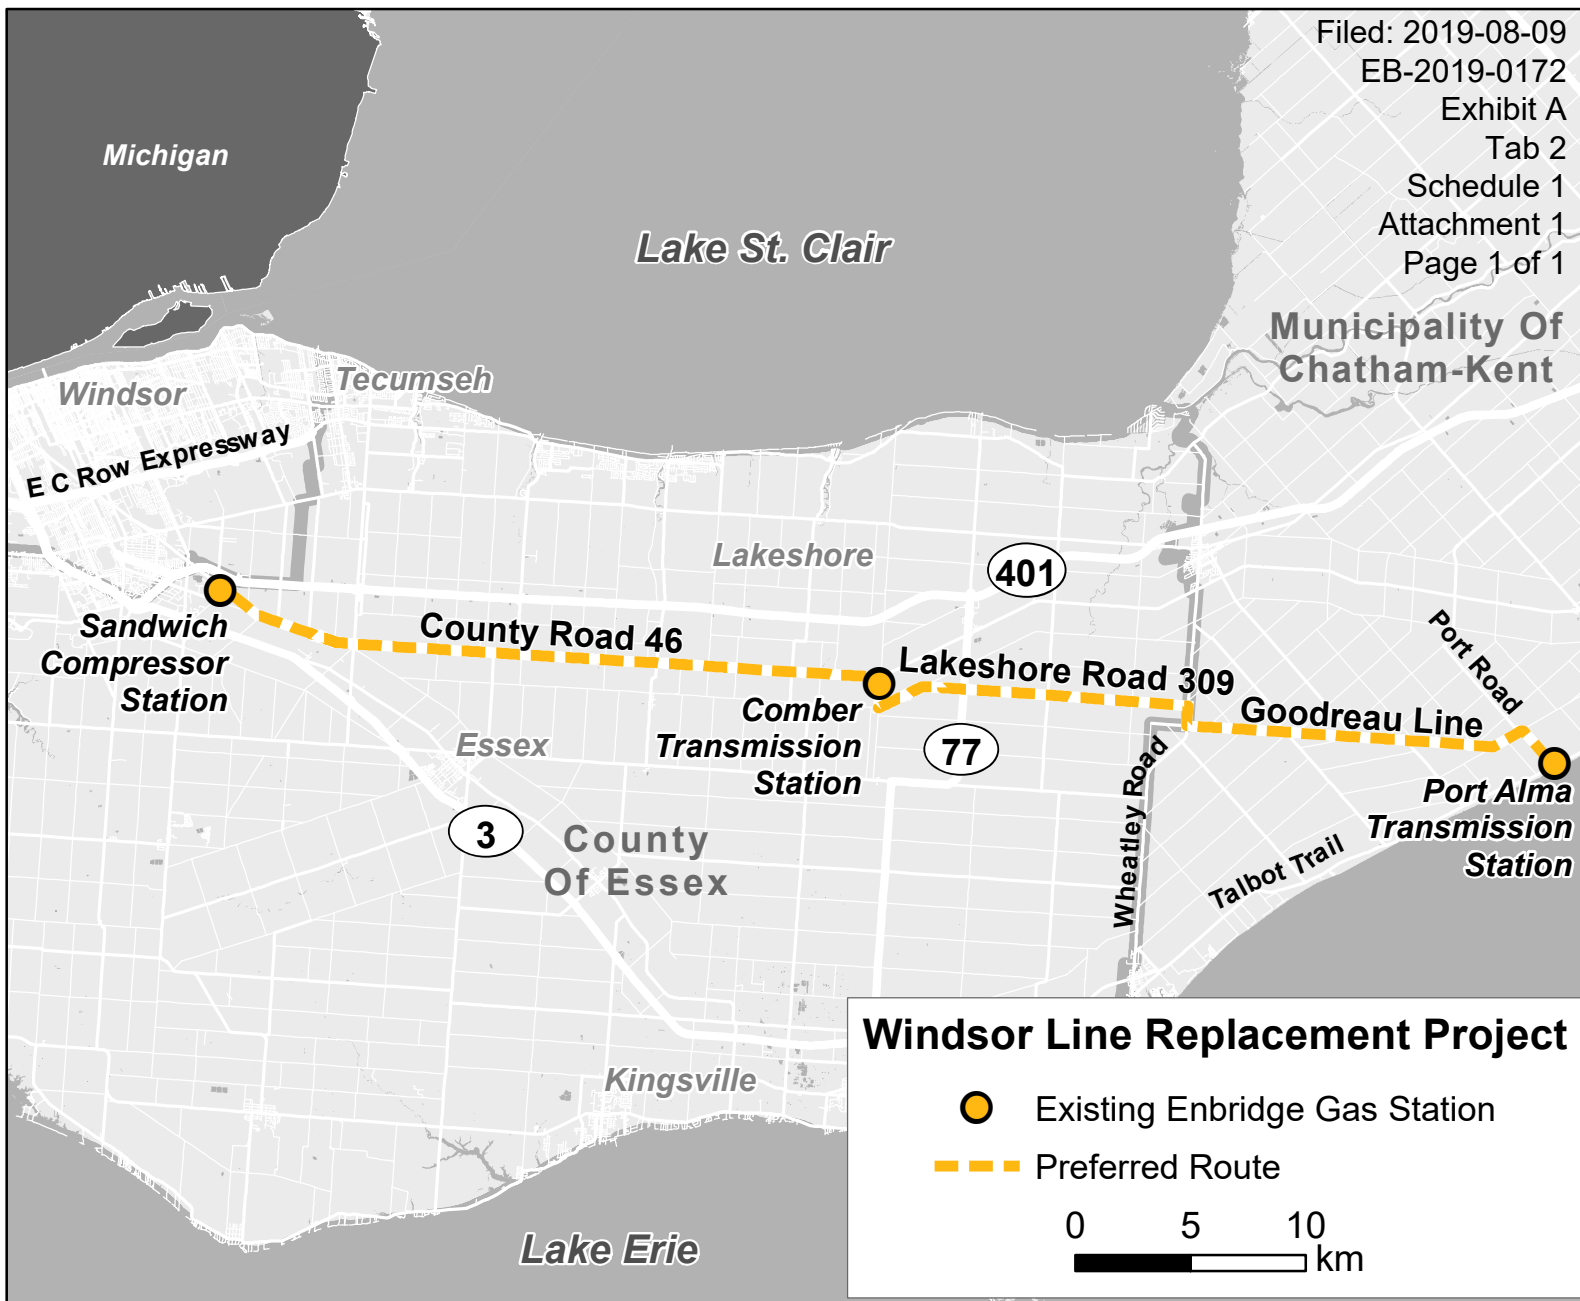 Filed: 2019-08-09
EB-2019-0172
Exhibit A
Tab 2
Schedule 1
Attachment 1
Page 1 of 1
Michigan
Lake St. Clair
Municipality Of
Chatham-Kent
Windsor
Tecumseh
E C Row Expressway
Lakeshore
401
Sandwich
Compressor
Station
County Road 46
Lakeshore Road 309
Port Road
Goodreau Line
Comber
Transmission
Station
77
Essex
Wheatley Road
Port Alma
Transmission
Station
3
County
Of Essex
Talbot Trail
Kingsville
Lake Erie
Windsor Line Replacement Project
Existing Enbridge Gas Station
Preferred Route
0 5 10
km